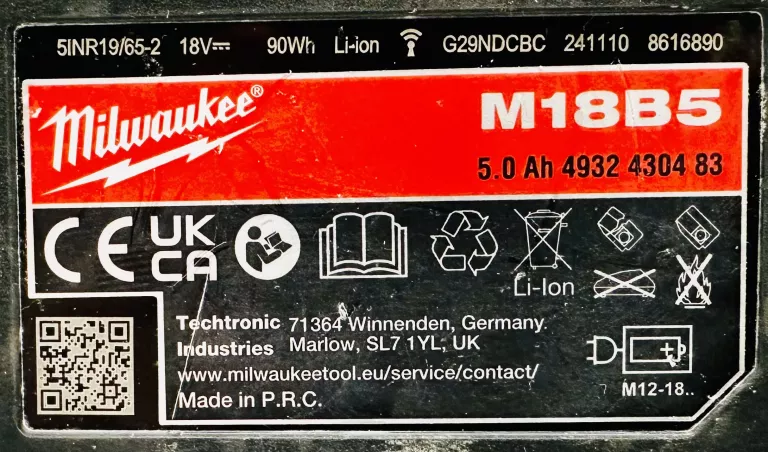 5INR19/65-2 18V⎓ 90Wh Li-ion G29NDCBC 241110 8616890
Milwaukee®
M18B5
5.0 Ah 4932 4304 83
CE UK CA
Li-Ion
Techtronic Industries
71364 Winnenden, Germany.
Marlow, SL7 1YL, UK
www.milwaukeetool.eu/service/contact/
Made in P.R.C.
M12-18..